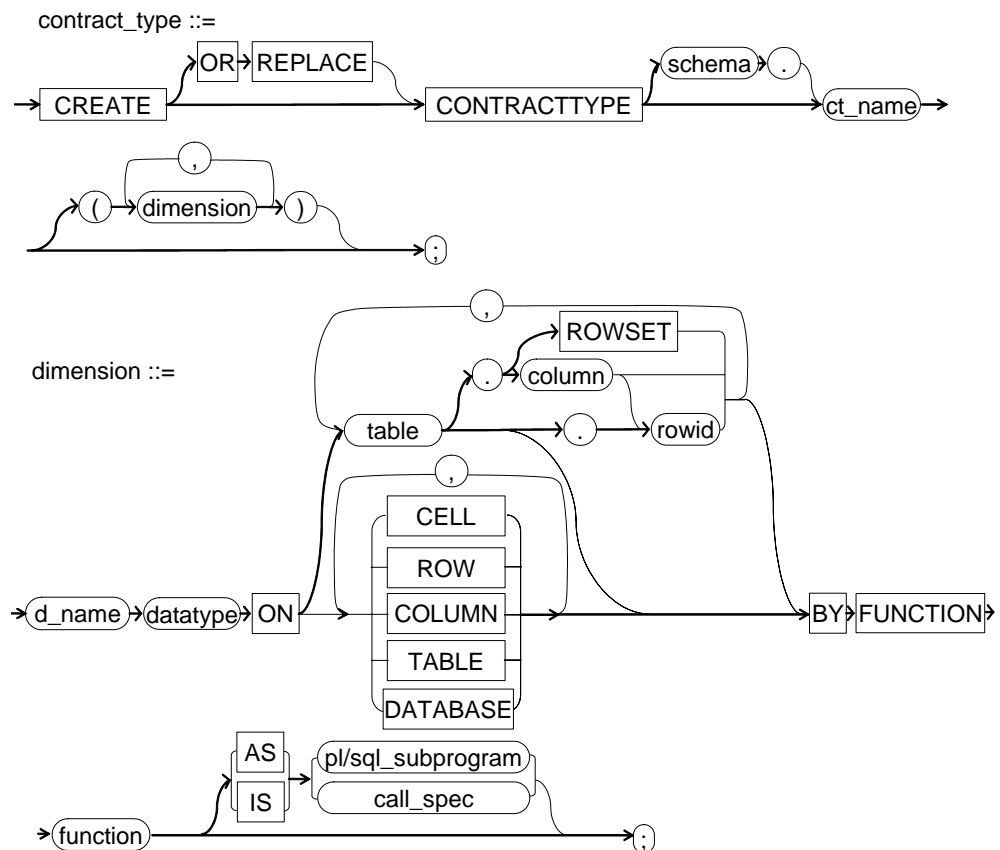 contract_type ::=
OR REPLACE schema .
CREATE CONTRACTTYPE ct_name
,
( dimension )
;
,
ROWSET
dimension ::=
. column
table . rowid
,
CELL
ROW
d_name datatype ON COLUMN BY FUNCTION
TABLE
DATABASE
AS pl/sql_subprogram
IS call_spec
function ;